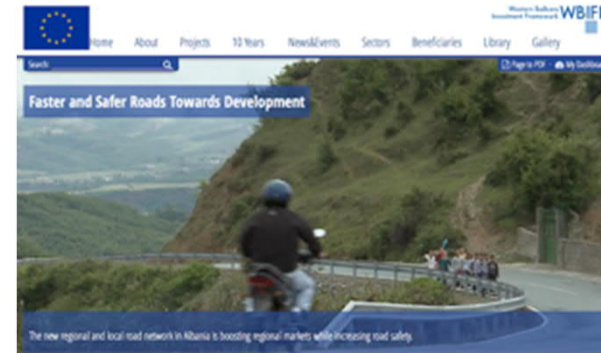 Western Balkans
Investment Framework WBIF
Home About Projects 10 Years News&Events Sectors Beneficiaries Library Gallery
Search: Page to PDF - My Dashboa
Faster and Safer Roads Towards Development
The new regional and local road network in Albania is boosting regional markets while increasing road safety.